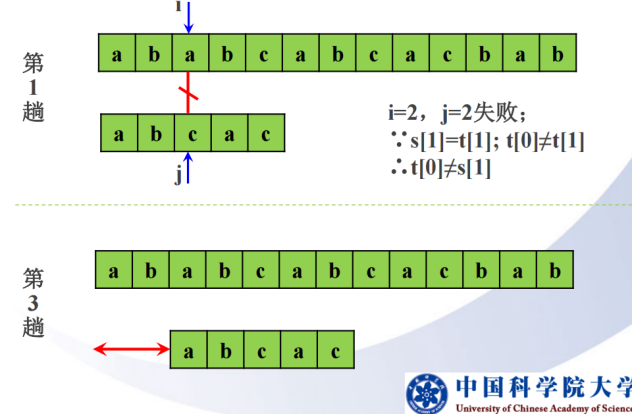 i
第1趟
a b a b c a b c a c b a b
a b c a c
j
i=2，j=2失败；
∵s[1]=t[1]; t[0]≠t[1]
∴t[0]≠s[1]
第3趟
a b a b c a b c a c b a b
a b c a c
中国科学院大学
University of Chinese Academy of Science